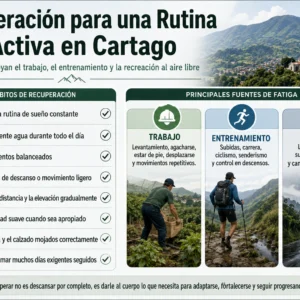 eración para una Rutina
Activa en Cartago
yan el trabajo, el entrenamiento y la recreación al aire libre
BITOS DE RECUPERACIÓN
a rutina de sueño constante
ente agua durante todo el día
entos balanceados
de descanso o movimiento ligero
distancia y la elevación gradualmente
ad suave cuando sea apropiado
y el calzado mojados correctamente
mar muchos días exigentes seguidos
PRINCIPALES FUENTES DE FATIGA
TRABAJO
Levantamiento, agacharse,
estar de pie, desplazarse
y movimientos repetitivos.
ENTRENAMIENTO
Subidas, carrera,
ciclismo, senderismo
y control en descensos.
perar no es descansar por completo, es darle al cuerpo lo que necesita para adaptarse, fortalecerse y seguir progresand